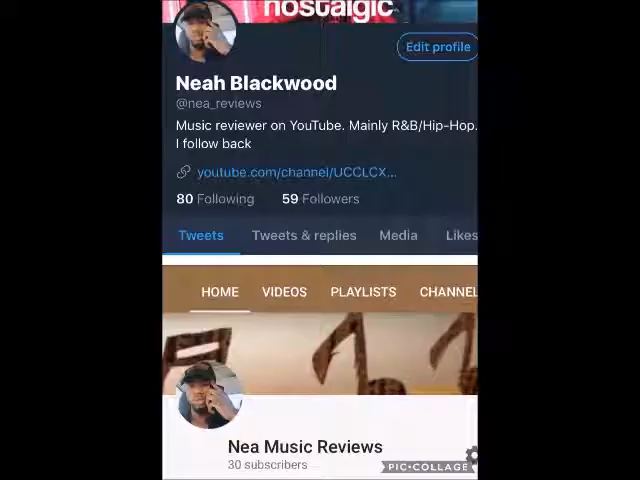 nostalgic
Edit profile
Neah Blackwood
@nea_reviews
Music reviewer on YouTube. Mainly R&B/Hip-Hop.
I follow back
youtube.com/channel/UCCLCX...
80 Following 59 Followers
Tweets Tweets & replies Media Likes
HOME VIDEOS PLAYLISTS CHANNEL
Nea Music Reviews
30 subscribers
PIC•COLLAGE